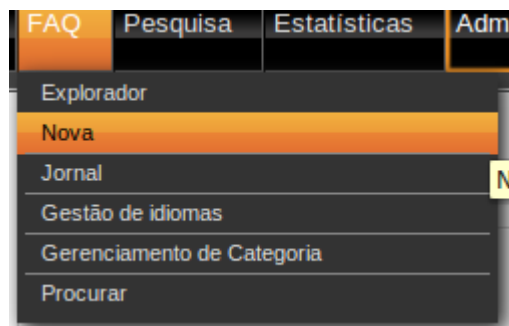 FAQ Pesquisa Estatísticas Adm
Explorador
Nova
N
Jornal
Gestão de idiomas
Gerenciamento de Categoria
Procurar